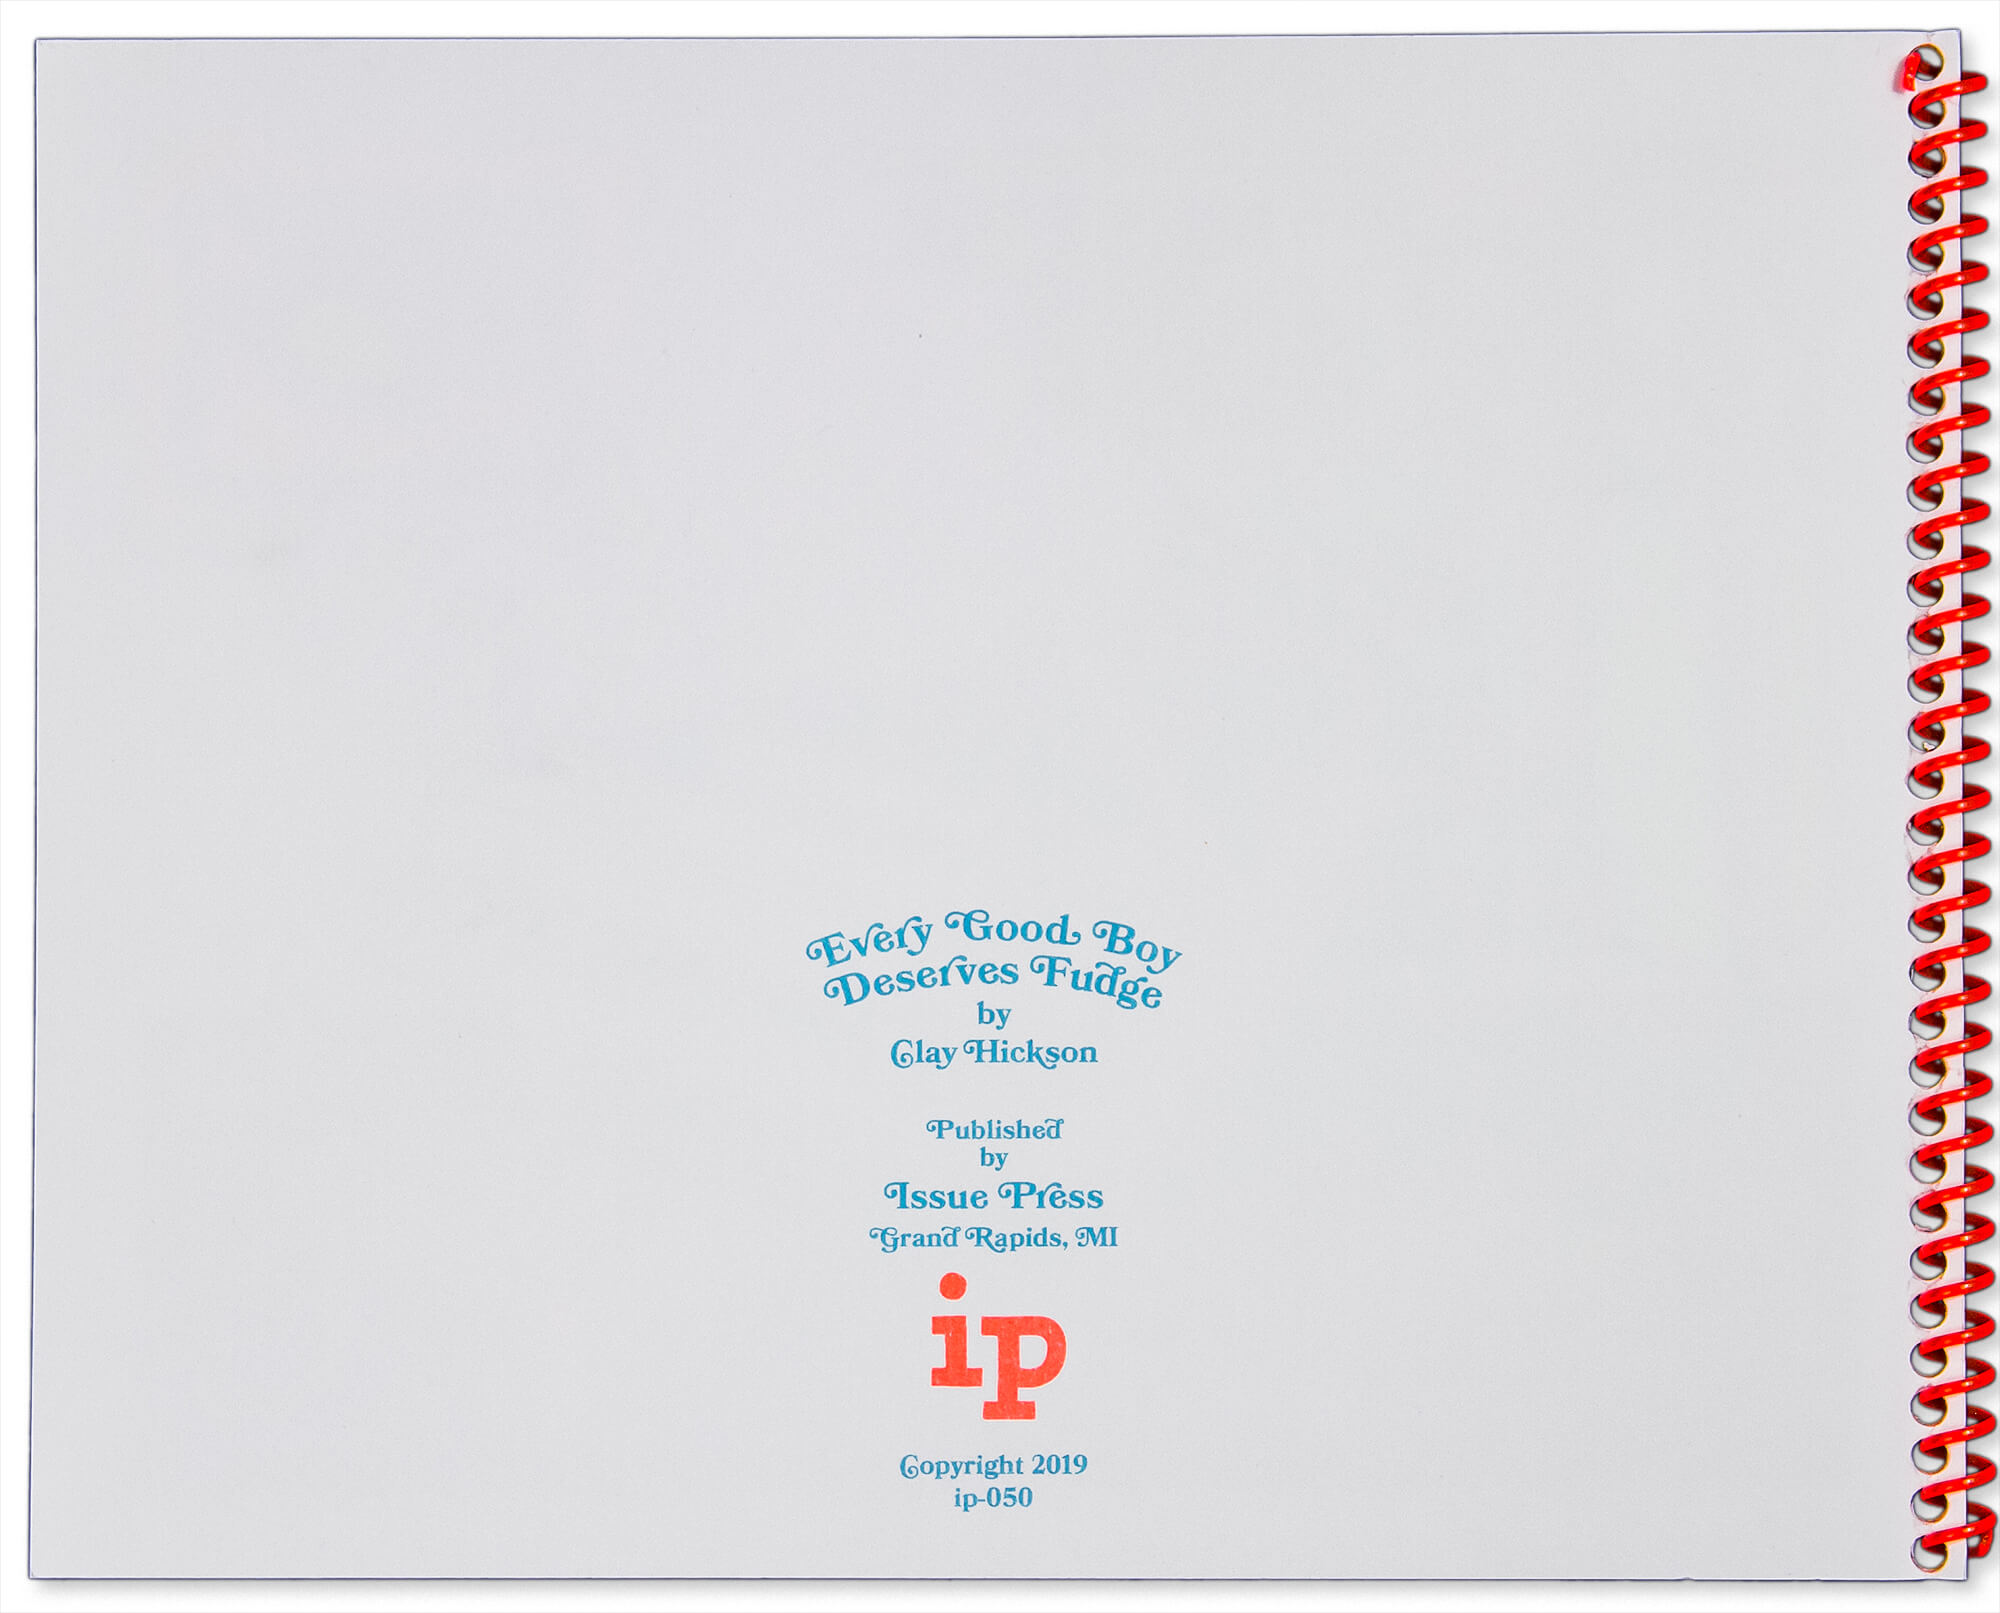 Every Good Boy
Deserves Fudge
by
Clay Hickson
Published
by
Issue Press
Grand Rapids, MI
ip
Copyright 2019
ip-050